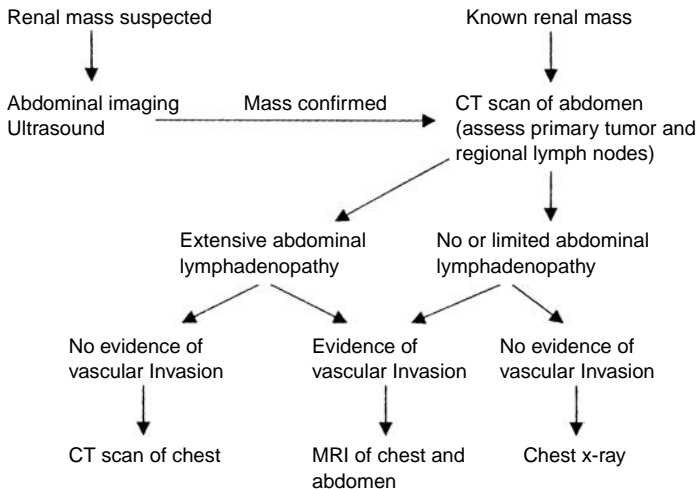 Renal mass suspected
Known renal mass
Abdominal imaging
Ultrasound
Mass confirmed
CT scan of abdomen
(assess primary tumor and
regional lymph nodes)
Extensive abdominal
lymphadenopathy
No or limited abdominal
lymphadenopathy
No evidence of
vascular Invasion
Evidence of
vascular Invasion
No evidence of
vascular Invasion
CT scan of chest
MRI of chest and
abdomen
Chest x-ray